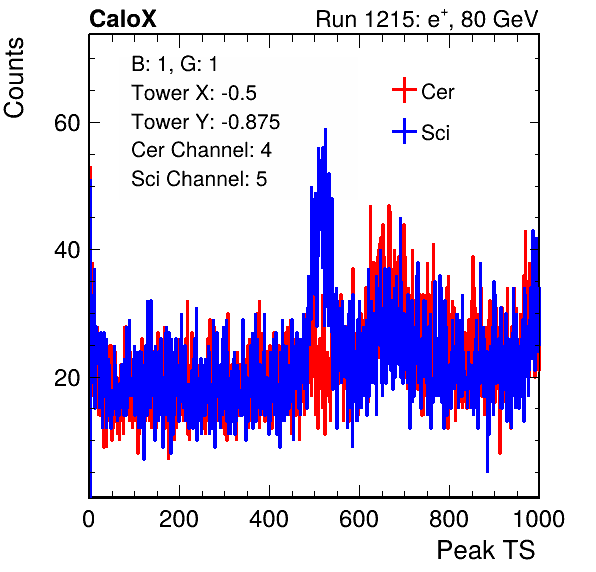 CaloX Run 1215: e⁺, 80 GeV
Counts
B: 1, G: 1
Tower X: -0.5
Tower Y: -0.875
Cer Channel: 4
Sci Channel: 5
Cer
Sci
60
40
20
0 200 400 600 800 1000
Peak TS